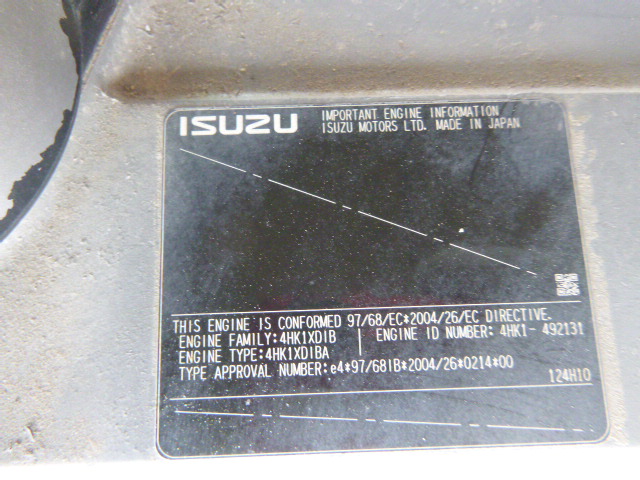 ISUZU
IMPORTANT ENGINE INFORMATION
ISUZU MOTORS LTD. MADE IN JAPAN
THIS ENGINE IS CONFORMED 97/68/EC*2004/26/EC DIRECTIVE.
ENGINE FAMILY:4HK1XDIB
ENGINE ID NUMBER: 4HK1- 492131
ENGINE TYPE:4HK1XDIBA
TYPE APPROVAL NUMBER:e4*97/68IB*2004/26*0214*00
124H10